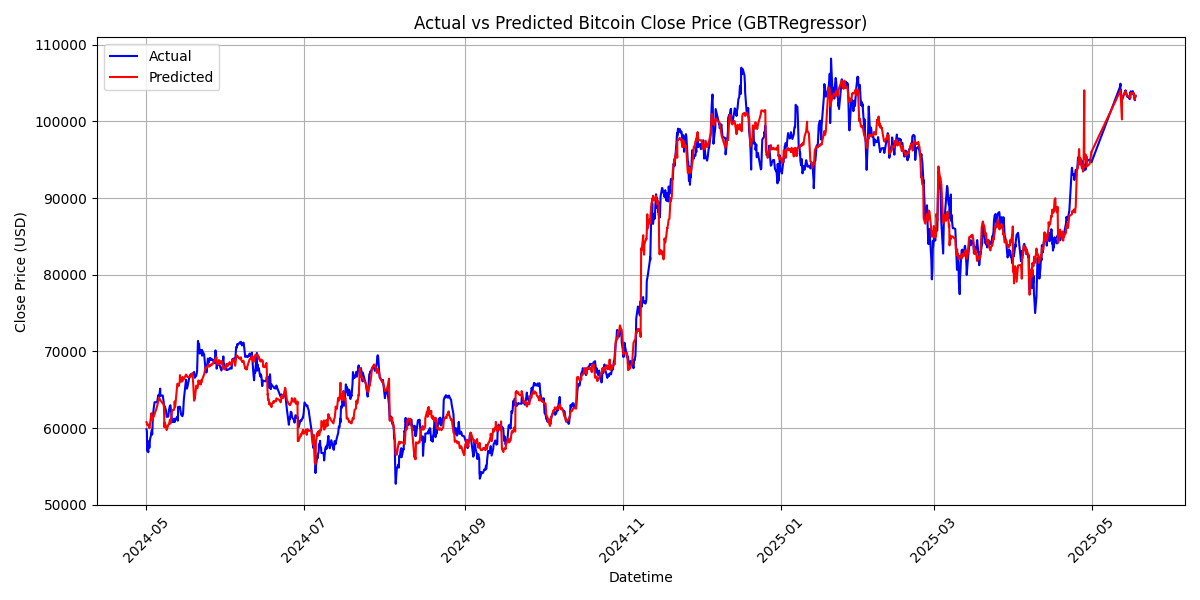 Actual vs Predicted Bitcoin Close Price (GBTRegressor)
Actual
Predicted
110000
100000
90000
80000
70000
60000
50000
Close Price (USD)
2024-05
2024-07
2024-09
2024-11
2025-01
2025-03
2025-05
Datetime